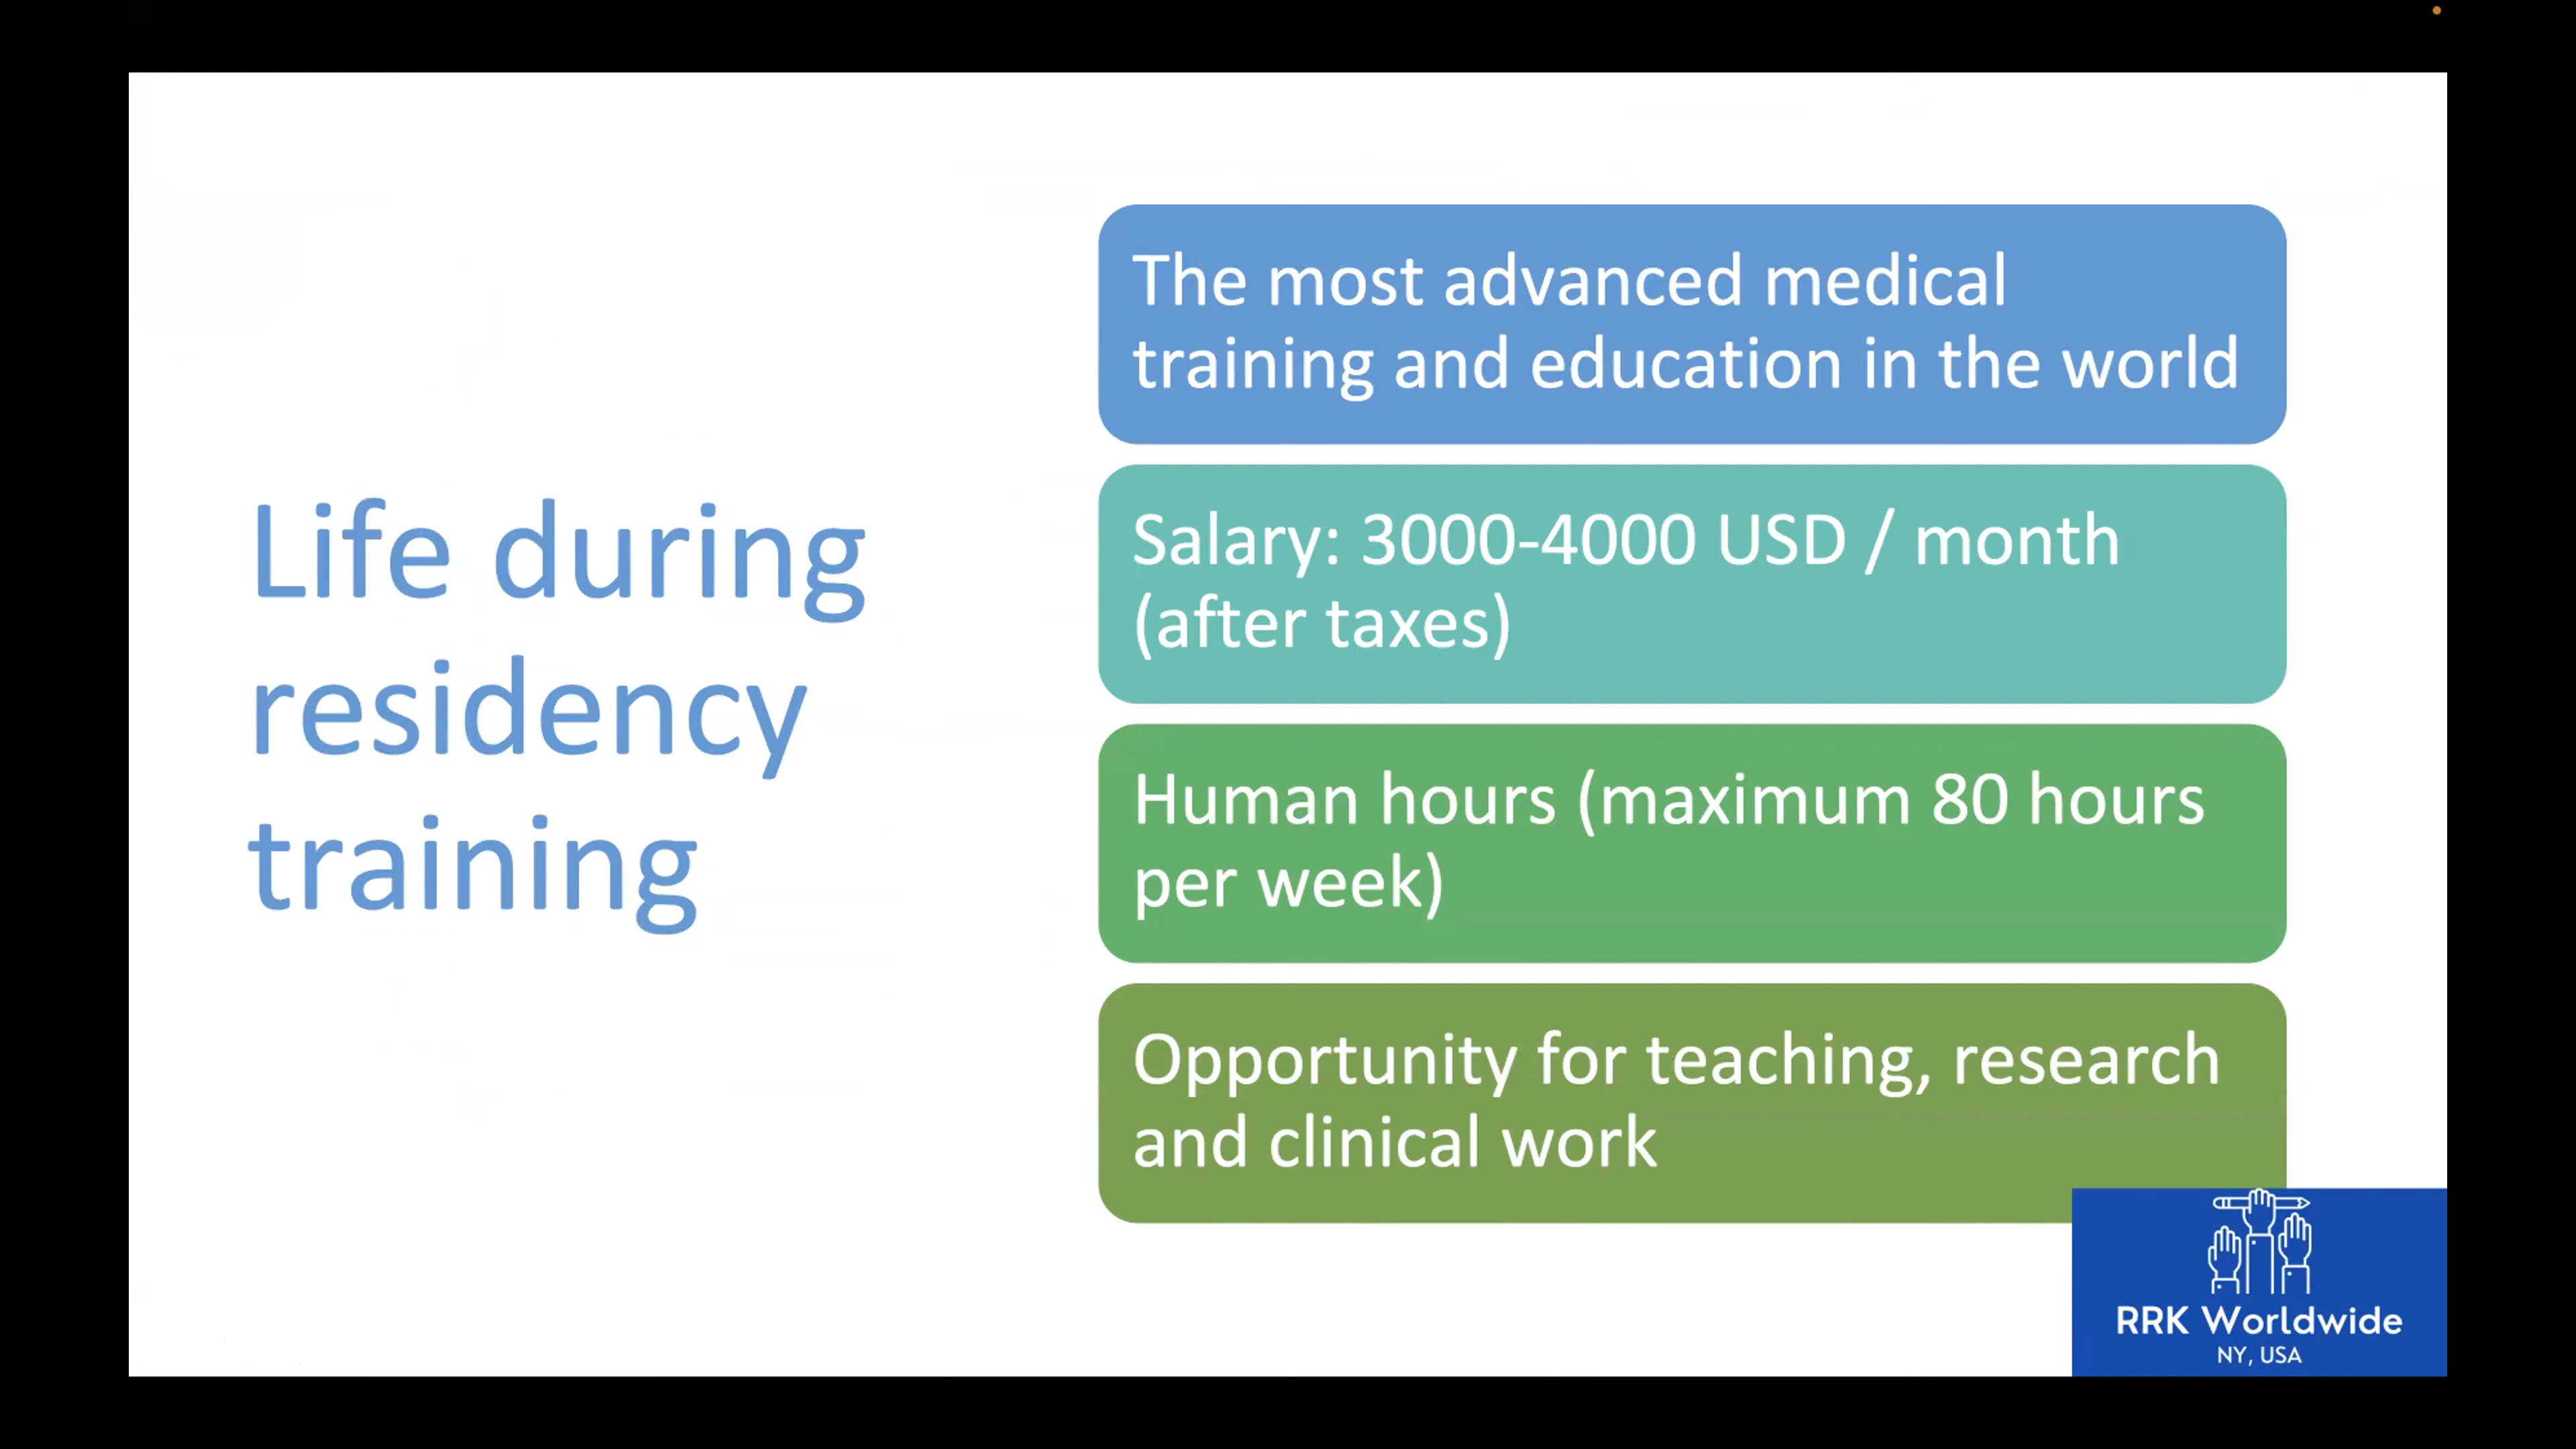 Life during
residency
training
The most advanced medical
training and education in the world
Salary: 3000-4000 USD / month
(after taxes)
Human hours (maximum 80 hours
per week)
Opportunity for teaching, research
and clinical work
RRK Worldwide
NY, USA